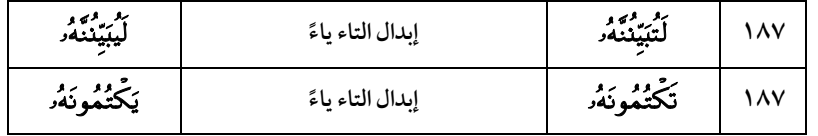 ١٨٧ لَتُبَيِّنُنَّهُۥ إبدال التاء ياءً لَيُبَيِّنُنَّهُۥ
١٨٧ تَكْتُمُونَهُۥ إبدال التاء ياءً يَكْتُمُونَهُۥ